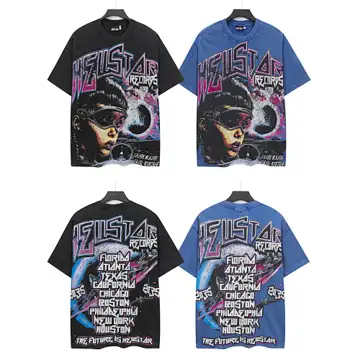 HELLSTAR
RECORDS
HELLSTAR
RECORDS
HELLSTAR
RECORDS
FLORIDA
ATLANTA
TEXAS
CALIFORNIA
CHICAGO
BOSTON
PHILADELPHIA
NEW YORK
HOUSTON
THE FUTURE IS HELLSTAR
HELLSTAR
RECORDS
FLORIDA
ATLANTA
TEXAS
CALIFORNIA
CHICAGO
BOSTON
PHILADELPHIA
NEW YORK
HOUSTON
THE FUTURE IS HELLSTAR